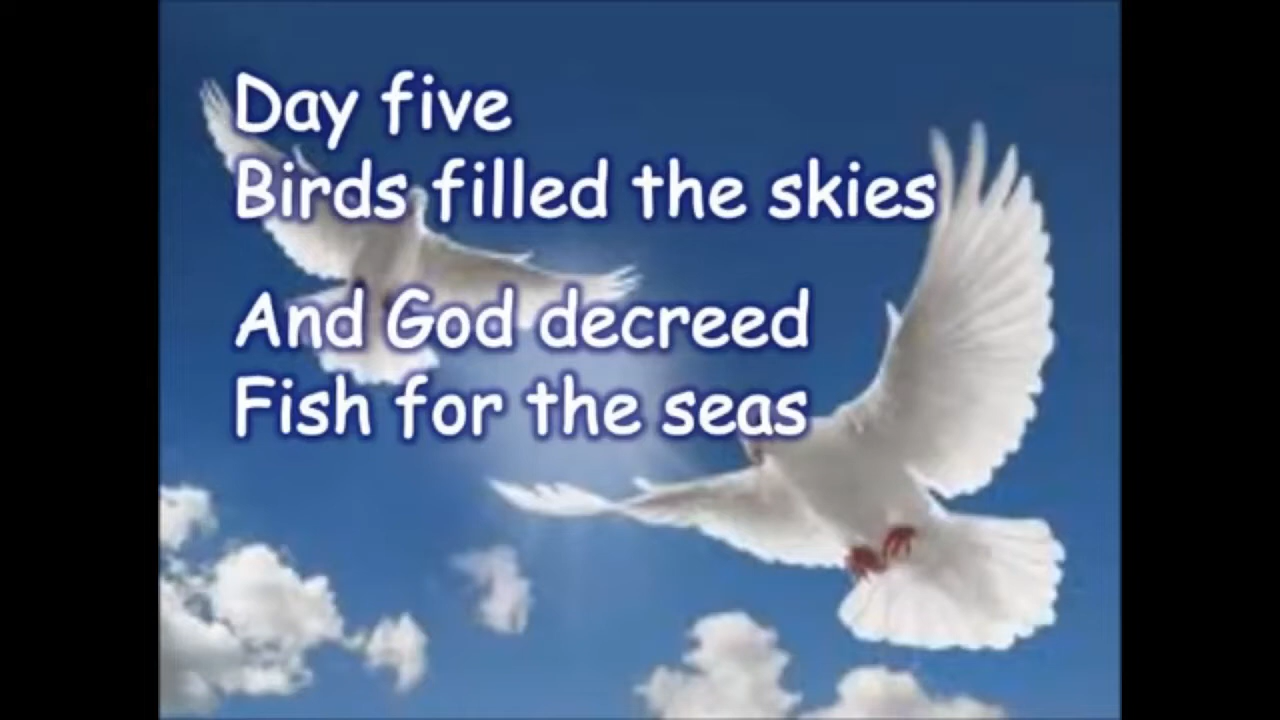 Day five
Birds filled the skies
And God decreed
Fish for the seas